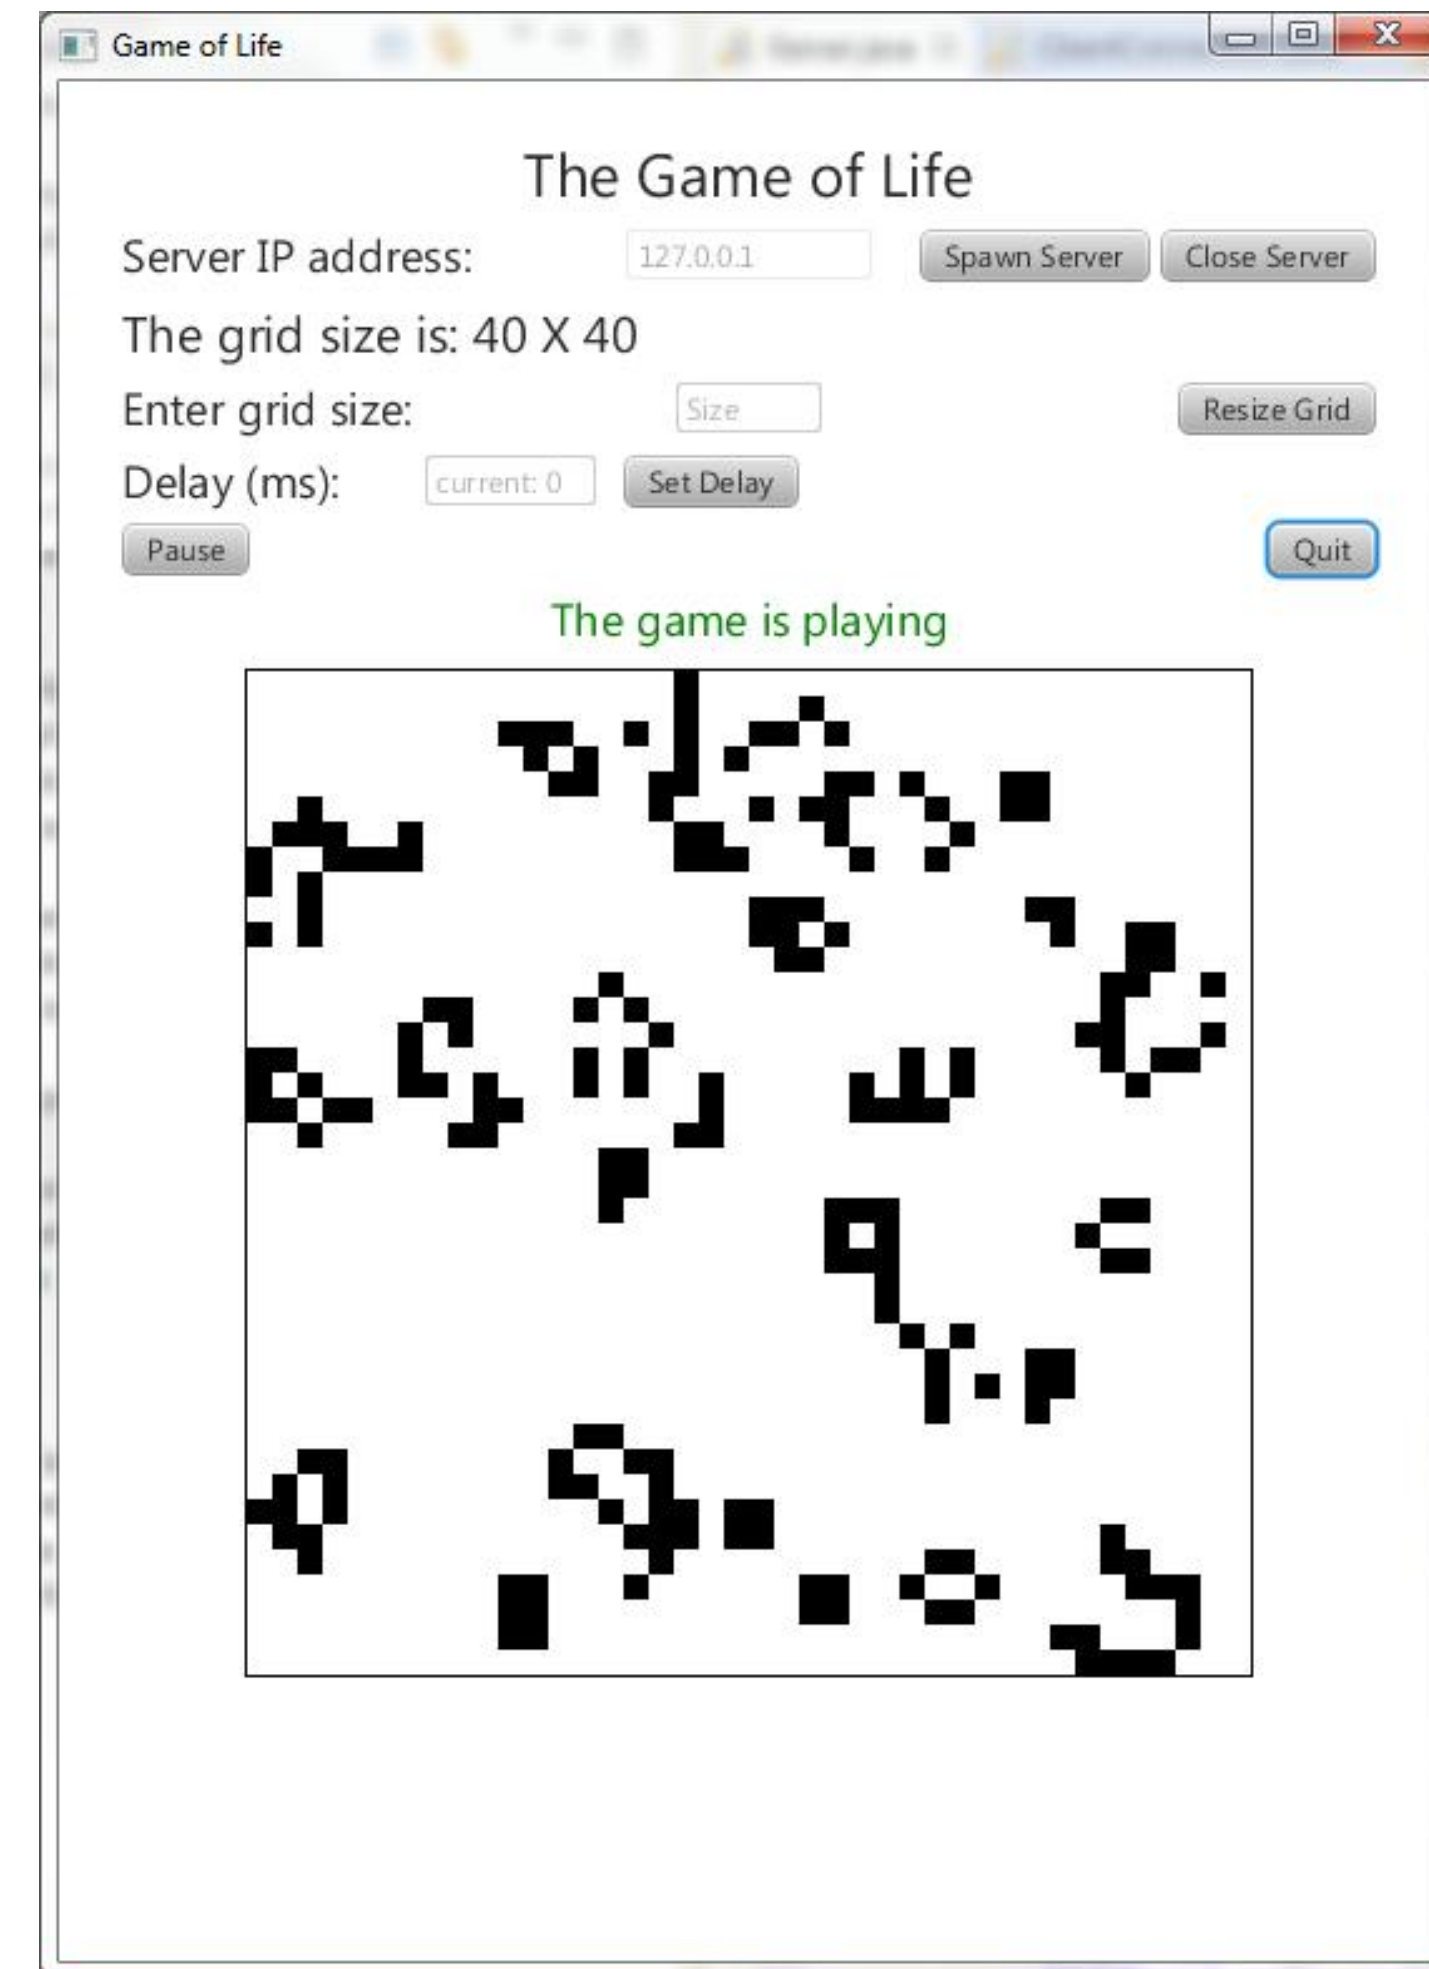 Game of Life
The Game of Life
Server IP address: 127.0.0.1 Spawn Server Close Server
The grid size is: 40 X 40
Enter grid size: Size Resize Grid
Delay (ms): current: 0 Set Delay
Pause Quit
The game is playing